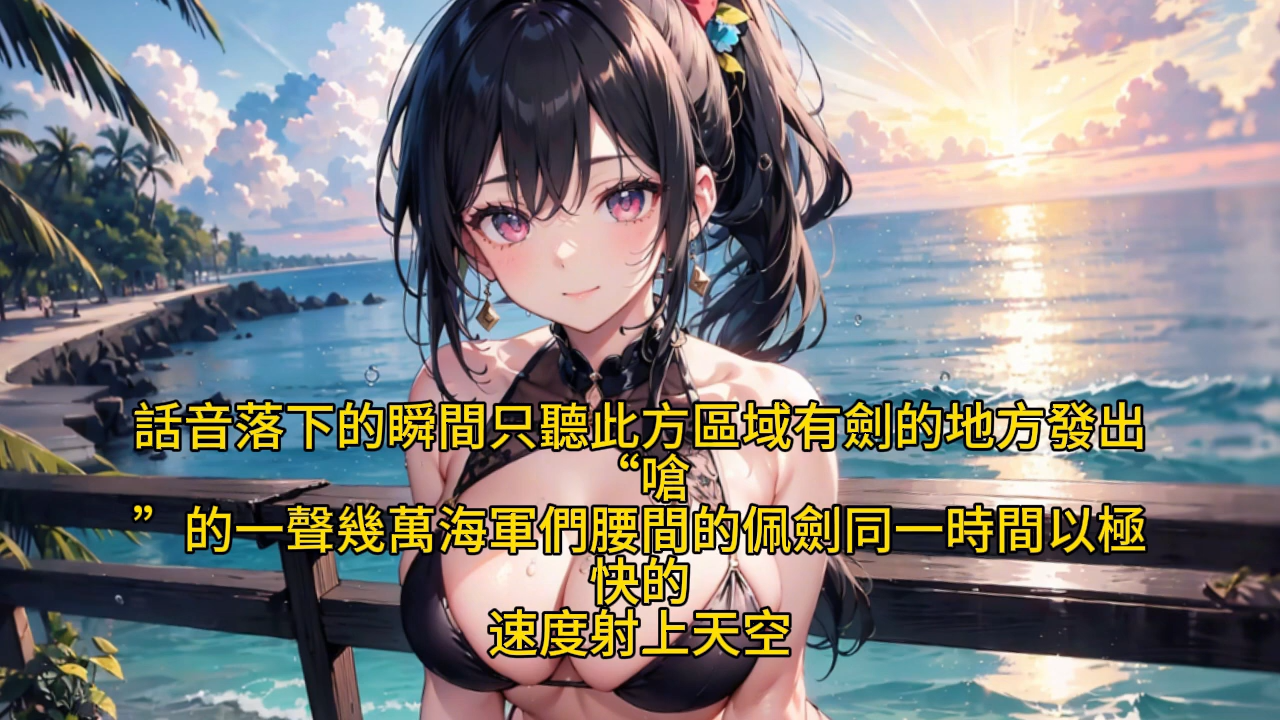 話音落下的瞬間只聽此方區域有劍的地方發出
“嗆
”的一聲幾萬海軍們腰間的佩劍同一時間以極
快的
速度射上天空